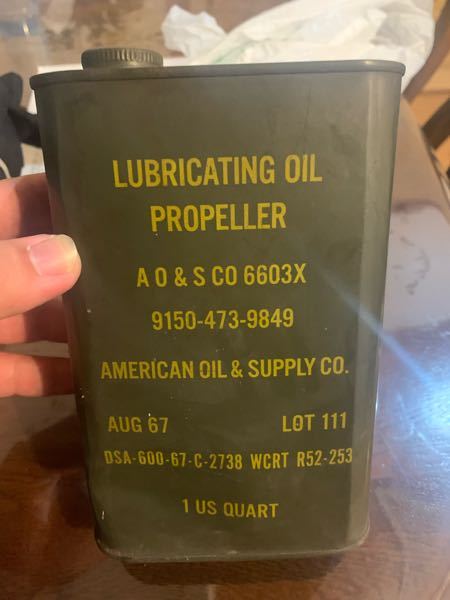 LUBRICATING OIL
PROPELLER
A O & S CO 6603X
9150-473-9849
AMERICAN OIL & SUPPLY CO.
AUG 67 LOT 111
DSA-600-67-C-2738 WCRT R52-253
1 US QUART